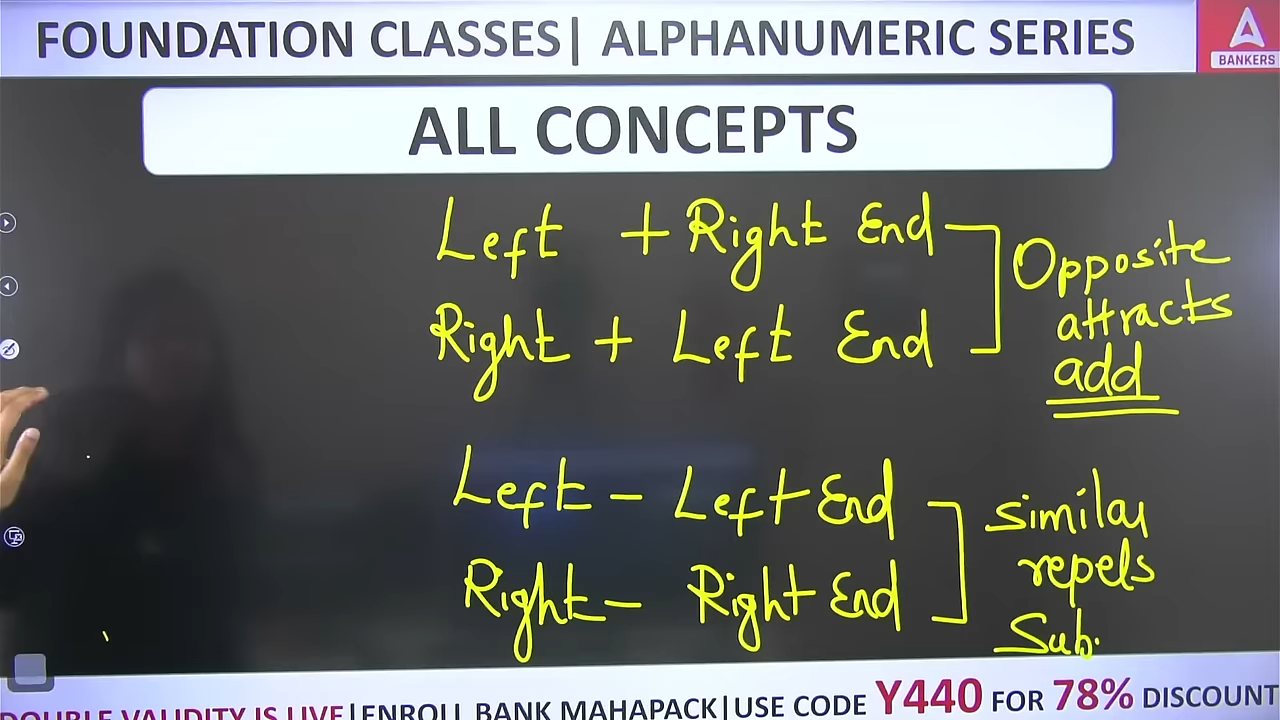 FOUNDATION CLASSES| ALPHANUMERIC SERIES
BANKERS
ALL CONCEPTS
Left + Right End
Right + Left End
Opposite
attracts
add
Left - Left End
Right - Right End
similar
repels
Sub.
DOUBLE VALIDITY IS LIVE|ENROLL BANK MAHAPACK|USE CODE Y440 FOR 78% DISCOUNT